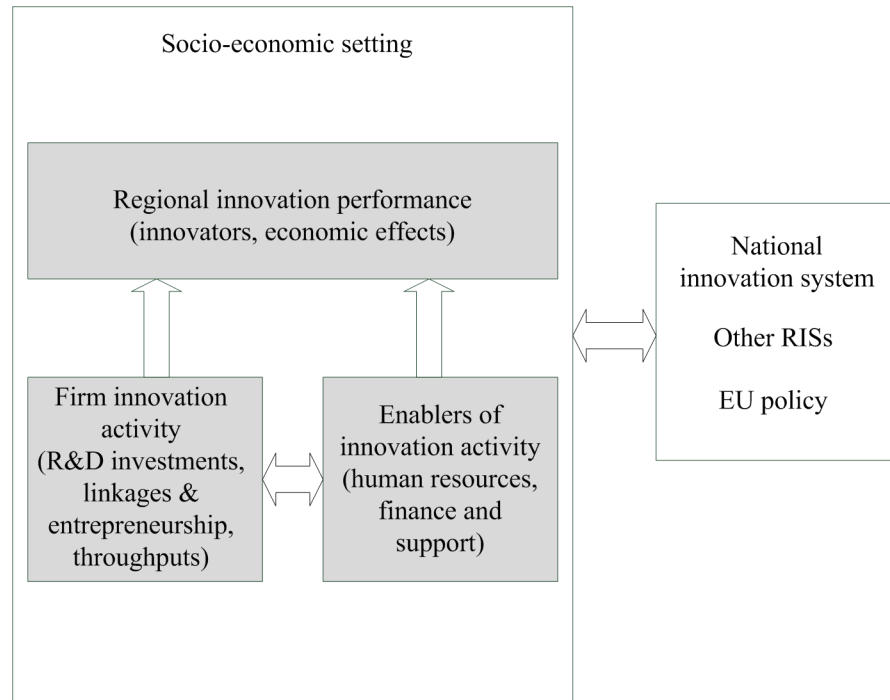 Socio-economic setting
Regional innovation performance
(innovators, economic effects)
Firm innovation
activity
(R&D investments,
linkages &
entrepreneurship,
throughputs)
Enablers of
innovation activity
(human resources,
finance and
support)
National
innovation system
Other RISs
EU policy